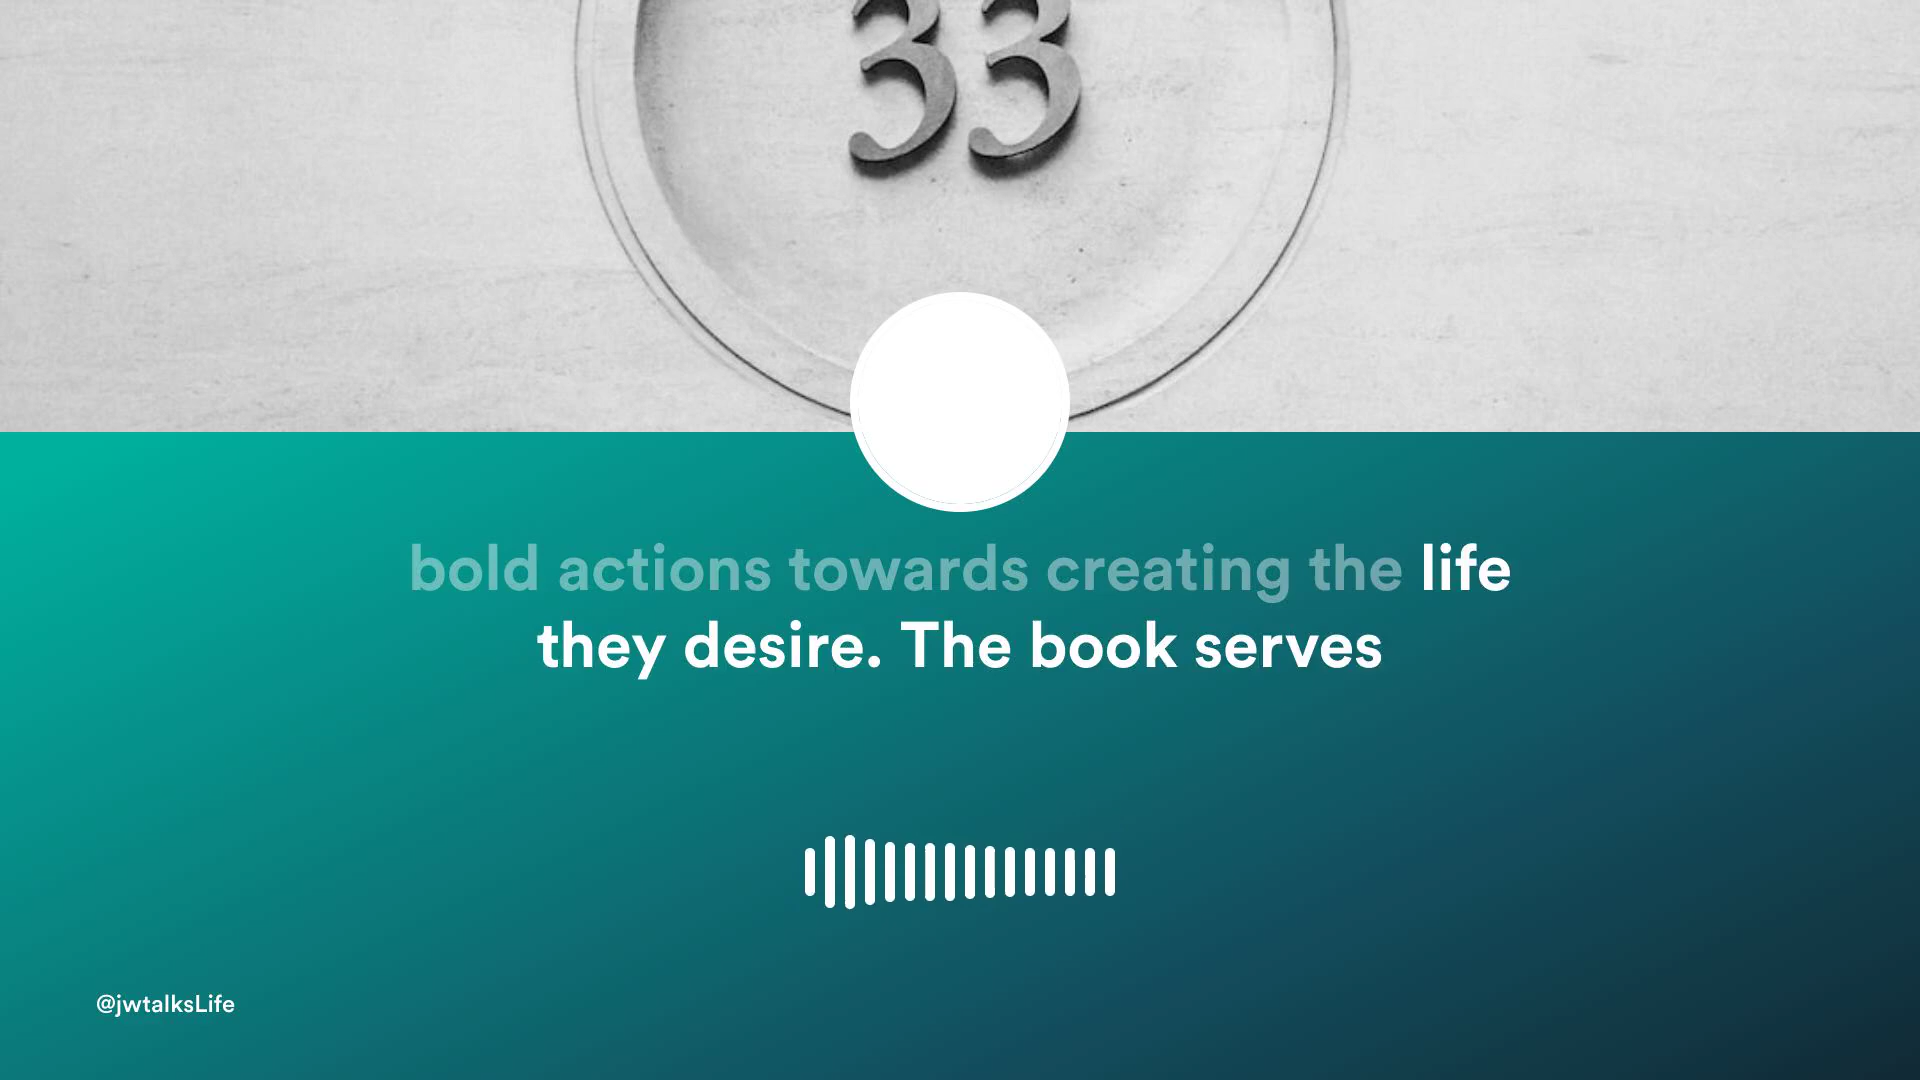 33
bold actions towards creating the life
they desire. The book serves
@jwtalksLife